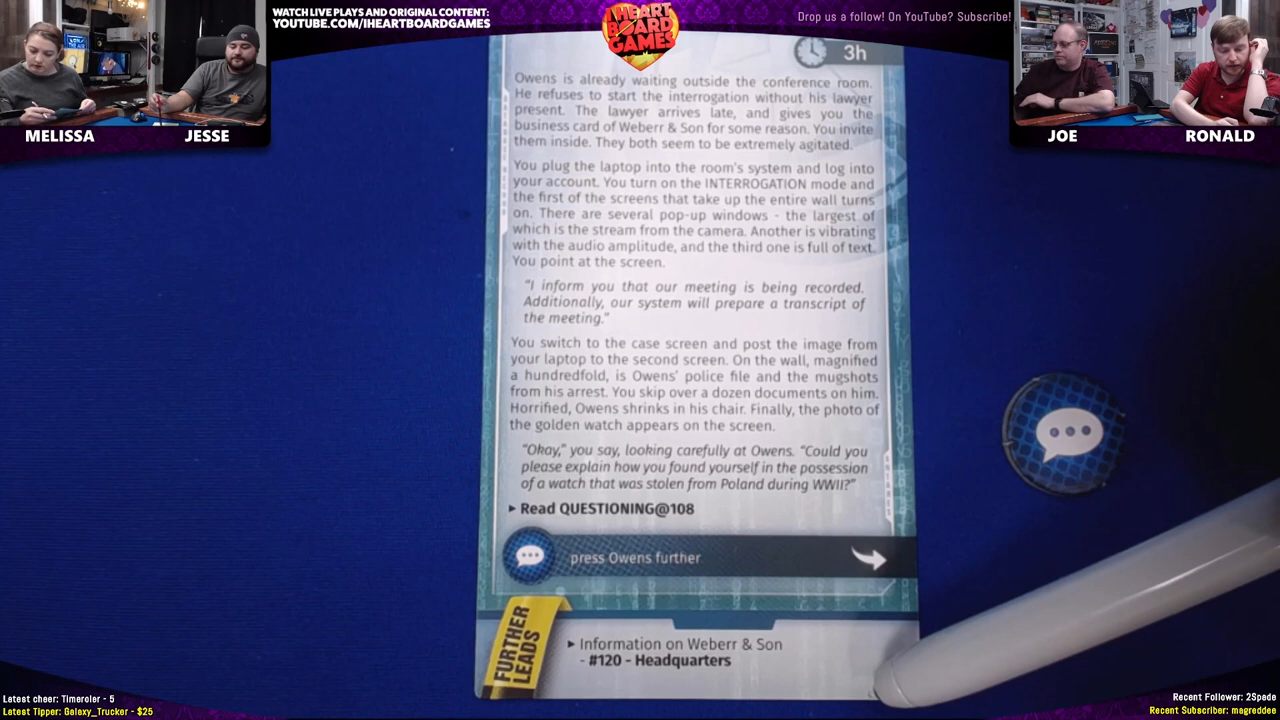 WATCH LIVE PLAYS AND ORIGINAL CONTENT:
YOUTUBE.COM/IHEARTBOARDGAMES
I HEART
BOARD
GAMES
Drop us a follow! On YouTube? Subscribe!
MELISSA
JESSE
JOE
RONALD
3h
Owens is already waiting outside the conference room.
He refuses to start the interrogation without his lawyer
present. The lawyer arrives late, and gives you the
business card of Weberr & Son for some reason. You invite
them inside. They both seem to be extremely agitated.
You plug the laptop into the room's system and log into
your account. You turn on the INTERROGATION mode and
the first of the screens that take up the entire wall turns
on. There are several pop-up windows - the largest of
which is the stream from the camera. Another is vibrating
with the audio amplitude, and the third one is full of text.
You point at the screen.
"I inform you that our meeting is being recorded.
Additionally, our system will prepare a transcript of
the meeting."
You switch to the case screen and post the image from
your laptop to the second screen. On the wall, magnified
a hundredfold, is Owens' police file and the mugshots
from his arrest. You skip over a dozen documents on him.
Horrified, Owens shrinks in his chair. Finally, the photo of
the golden watch appears on the screen.
"Okay," you say, looking carefully at Owens. "Could you
please explain how you found yourself in the possession
of a watch that was stolen from Poland during WWII?"
▸ Read QUESTIONING@108
press Owens further
FURTHER
LEADS
▸ Information on Weberr & Son
- #120 - Headquarters
ANTARES
Latest cheer: Timeroler - 5
Latest Tipper: Galaxy_Trucker - $25
Recent Follower: 2Spade
Recent Subscriber: magreddee